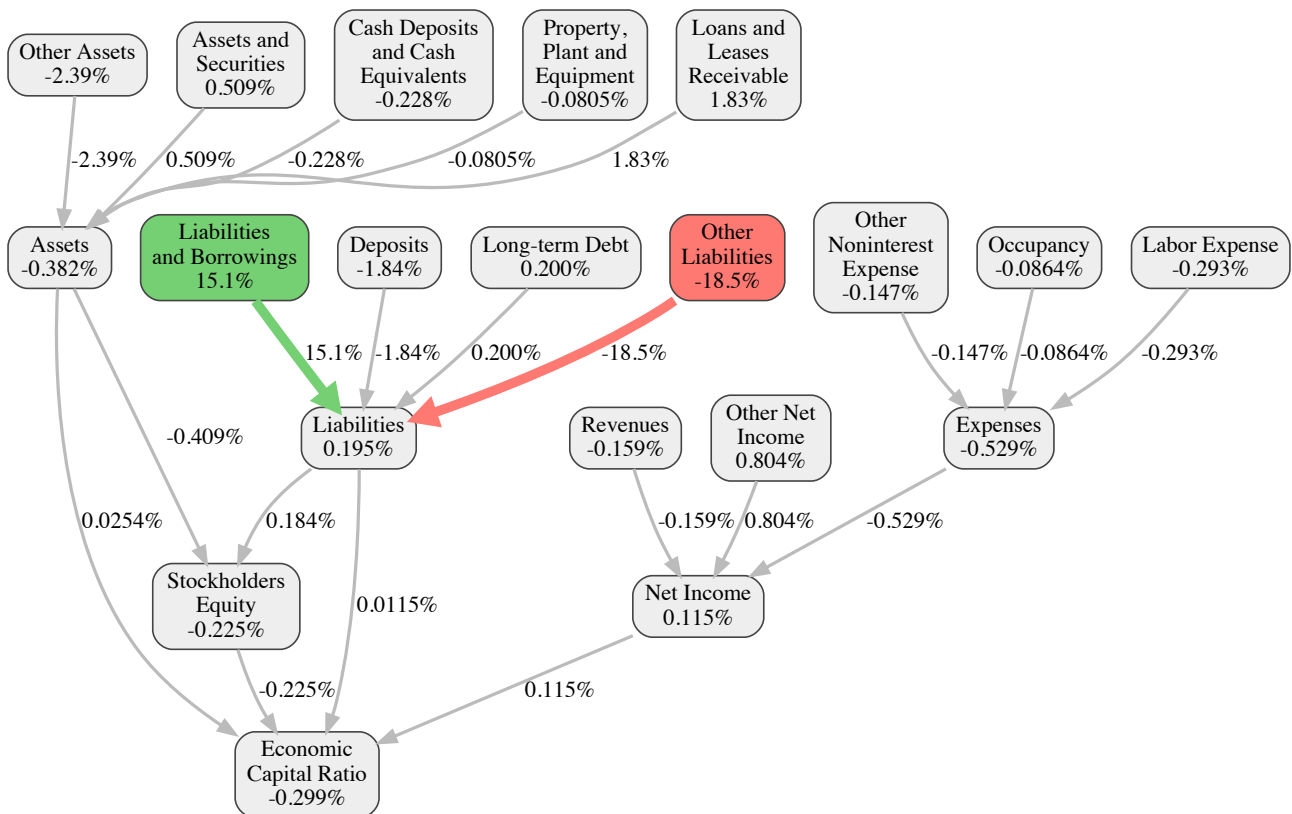 Other Assets
-2.39%
Assets and
Securities
0.509%
Cash Deposits
and Cash
Equivalents
-0.228%
Property,
Plant and
Equipment
-0.0805%
Loans and
Leases
Receivable
1.83%
-2.39%
0.509%
-0.228%
-0.0805%
1.83%
Assets
-0.382%
Liabilities
and Borrowings
15.1%
Deposits
-1.84%
Long-term Debt
0.200%
Other
Liabilities
-18.5%
Other
Noninterest
Expense
-0.147%
Occupancy
-0.0864%
Labor Expense
-0.293%
15.1%
-1.84%
0.200%
-18.5%
-0.147%
-0.0864%
-0.293%
-0.409%
Liabilities
0.195%
Revenues
-0.159%
Other Net
Income
0.804%
Expenses
-0.529%
0.0254%
0.184%
-0.159%
0.804%
-0.529%
Stockholders
Equity
-0.225%
0.0115%
Net Income
0.115%
-0.225%
0.115%
Economic
Capital Ratio
-0.299%